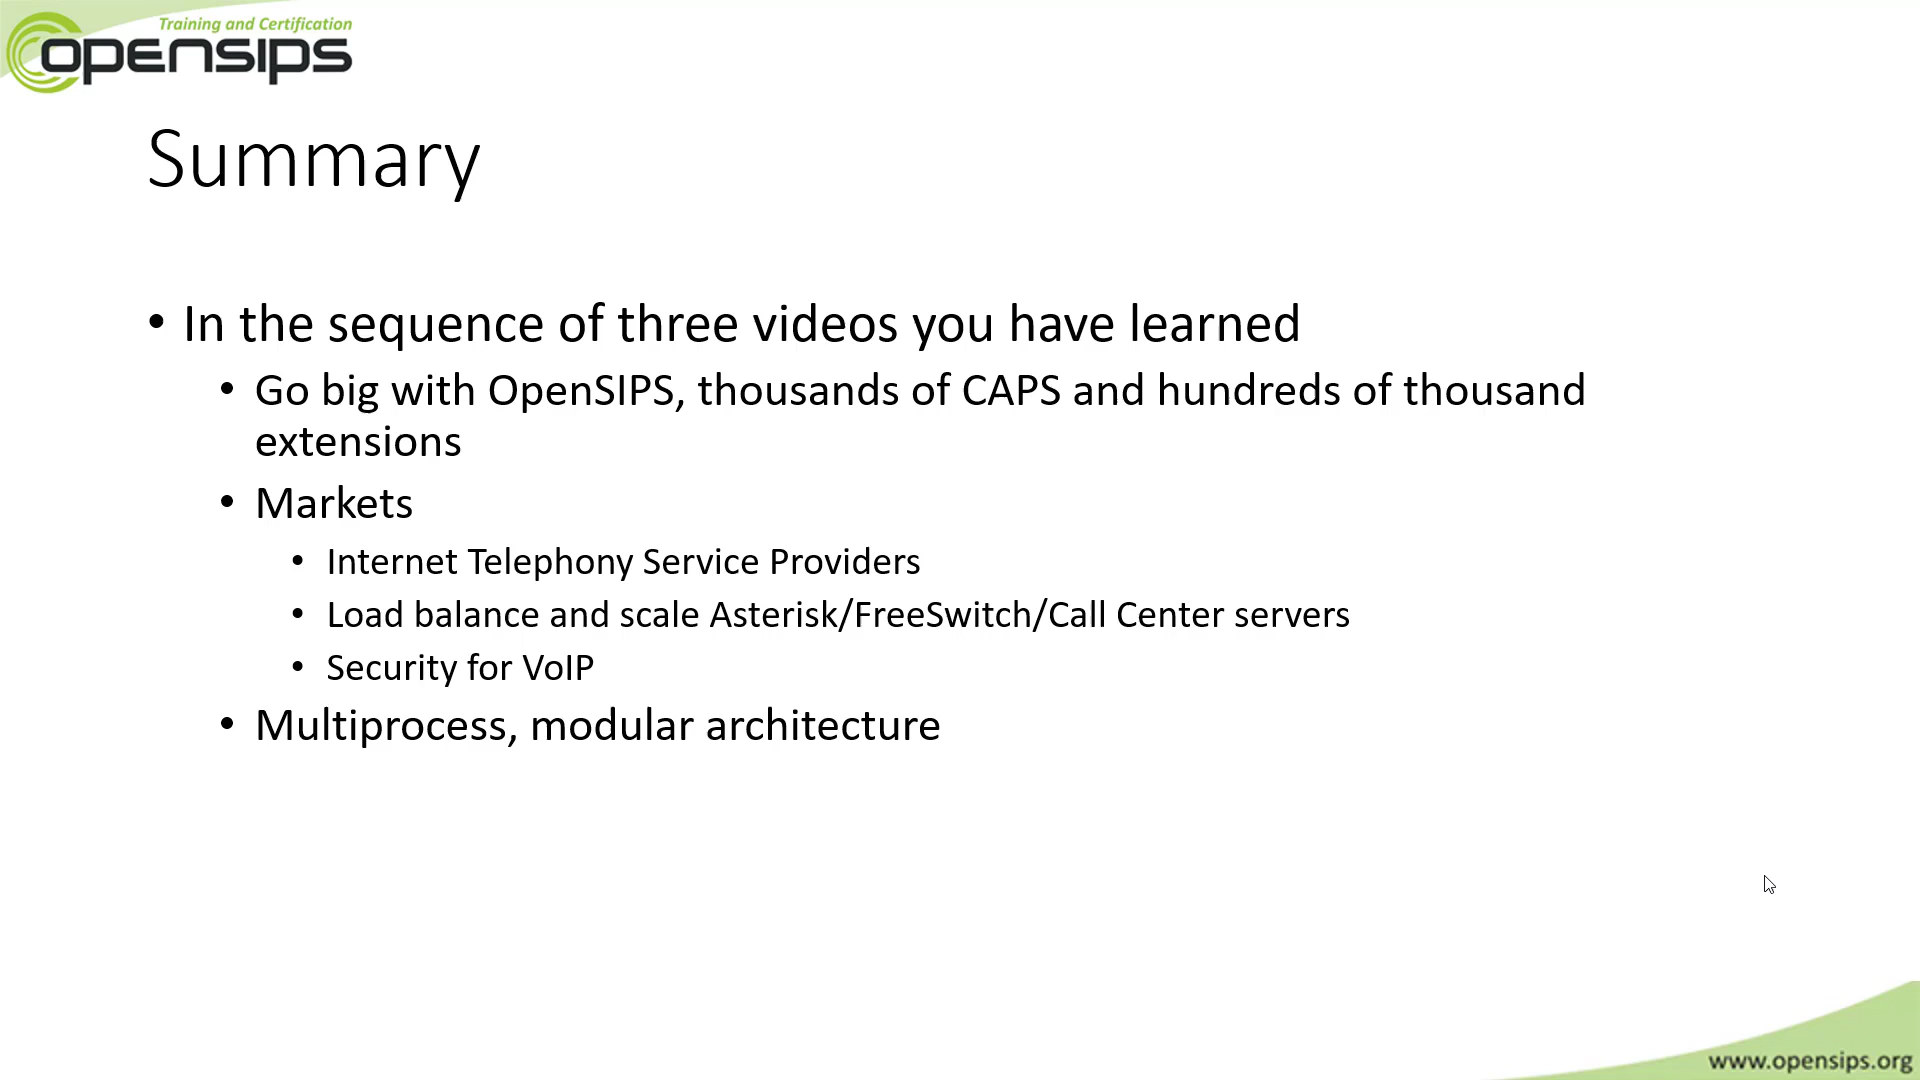 Training and Certification
opensips
Summary
• In the sequence of three videos you have learned
• Go big with OpenSIPS, thousands of CAPS and hundreds of thousand
extensions
• Markets
• Internet Telephony Service Providers
• Load balance and scale Asterisk/FreeSwitch/Call Center servers
• Security for VoIP
• Multiprocess, modular architecture
www.opensips.org